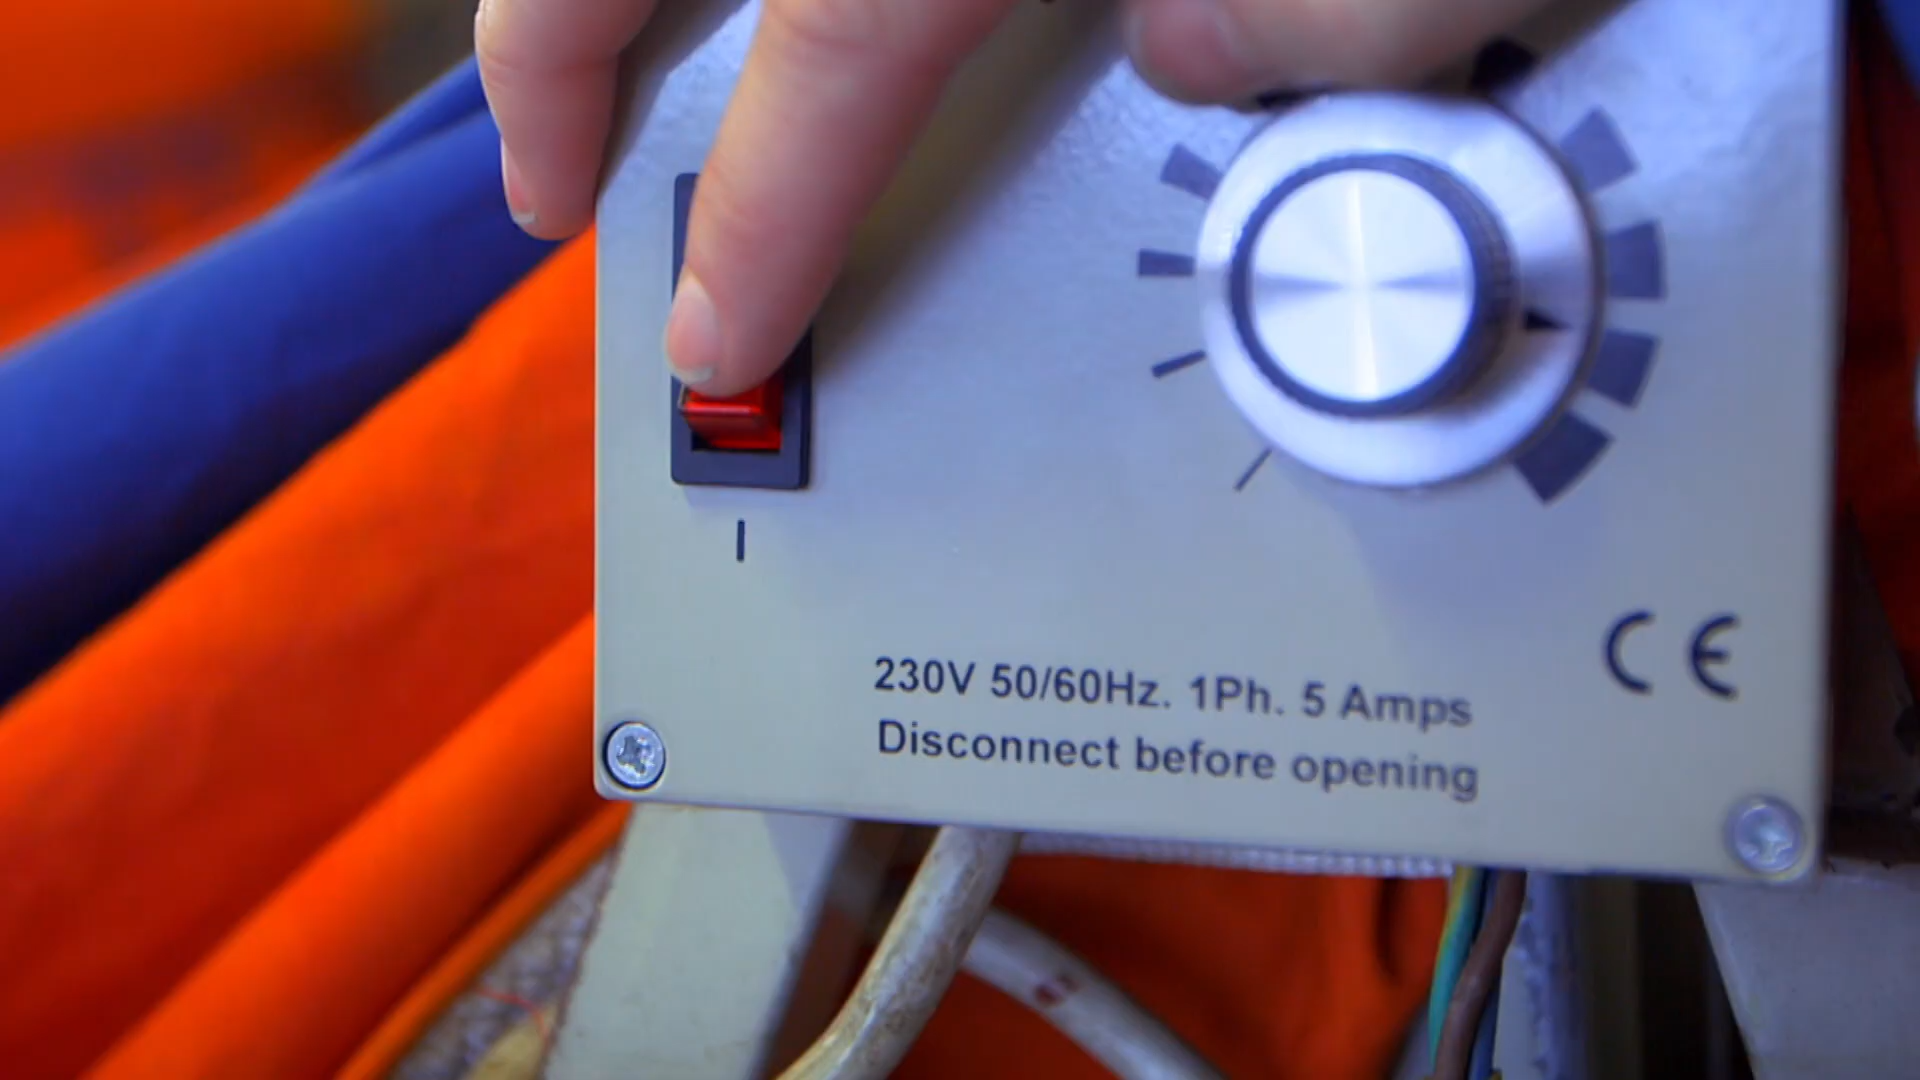 I
CE
230V 50/60Hz. 1Ph. 5 Amps
Disconnect before opening